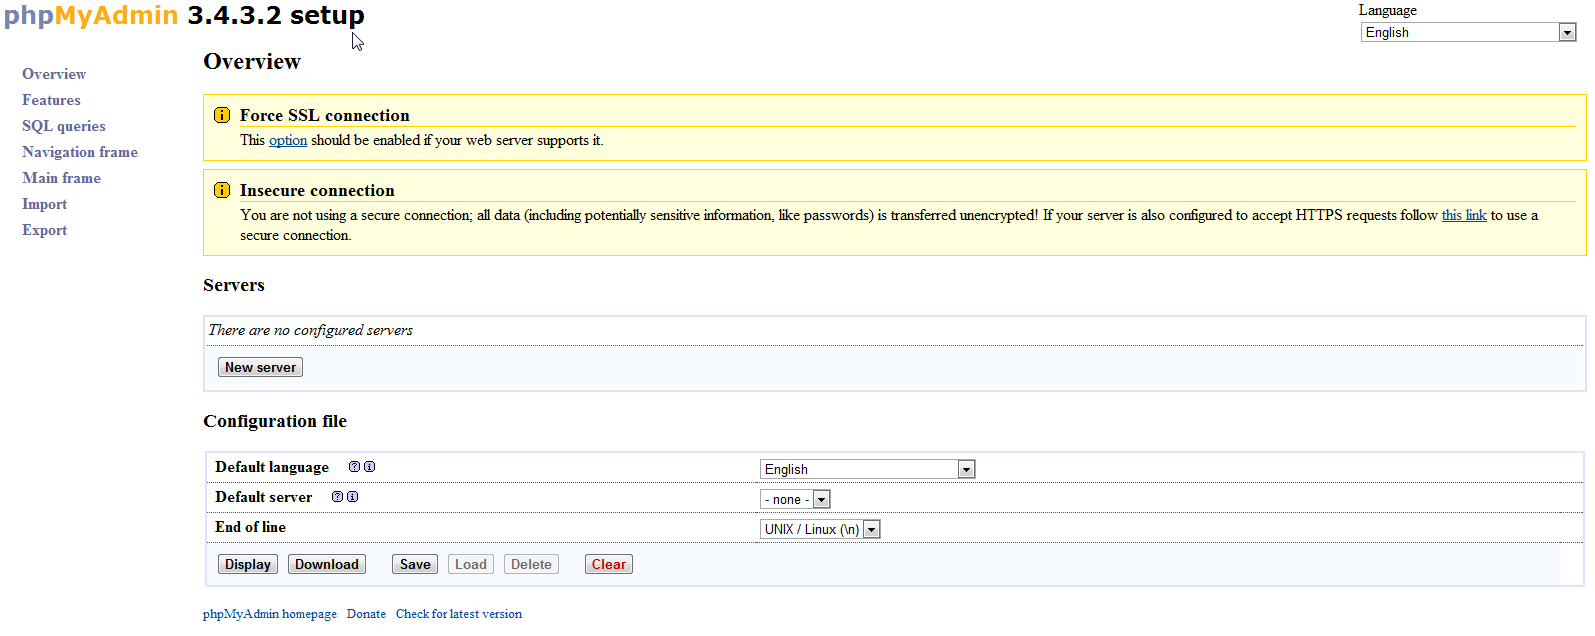 phpMyAdmin 3.4.3.2 setup
Language
English
Overview
Features
SQL queries
Navigation frame
Main frame
Import
Export
Overview
Force SSL connection
This option should be enabled if your web server supports it.
Insecure connection
You are not using a secure connection; all data (including potentially sensitive information, like passwords) is transferred unencrypted! If your server is also configured to accept HTTPS requests follow this link to use a
secure connection.
Servers
There are no configured servers
New server
Configuration file
Default language English
Default server - none -
End of line UNIX / Linux (\n)
Display Download Save Load Delete Clear
phpMyAdmin homepage Donate Check for latest version